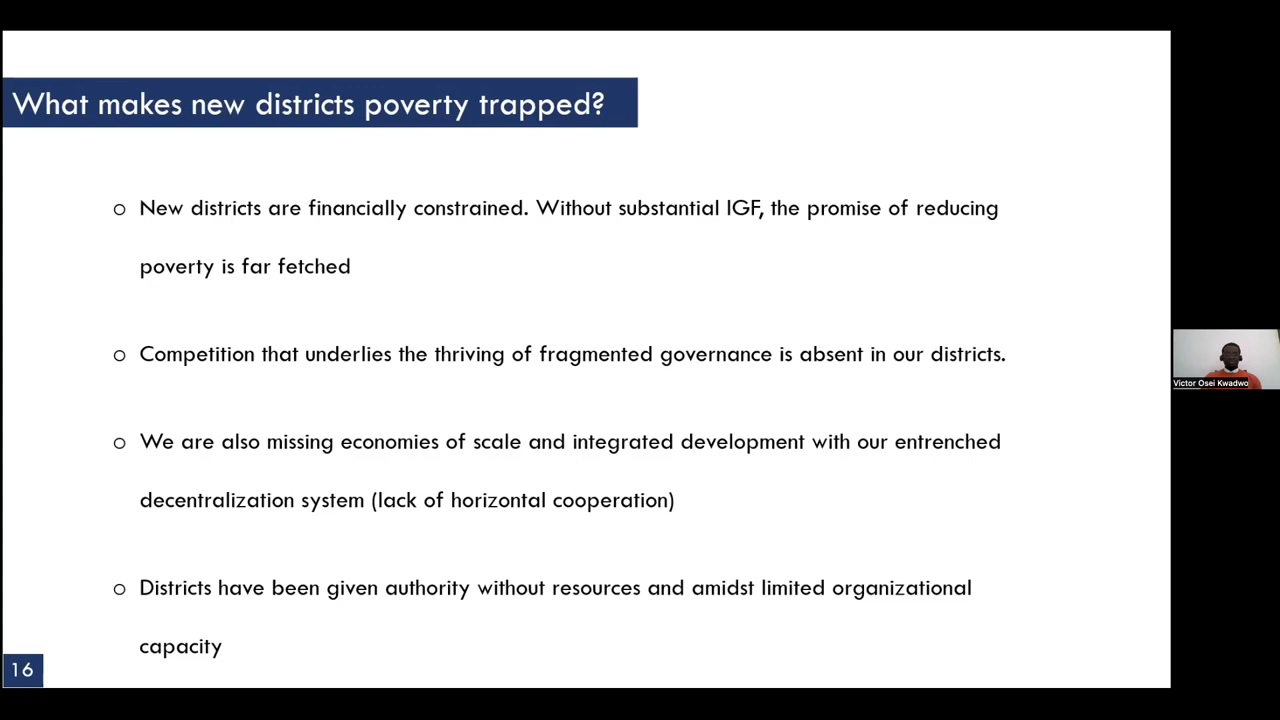 What makes new districts poverty trapped?
o New districts are financially constrained. Without substantial IGF, the promise of reducing
poverty is far fetched
o Competition that underlies the thriving of fragmented governance is absent in our districts.
o We are also missing economies of scale and integrated development with our entrenched
decentralization system (lack of horizontal cooperation)
o Districts have been given authority without resources and amidst limited organizational
capacity
16
Victor Osei Kwadwo